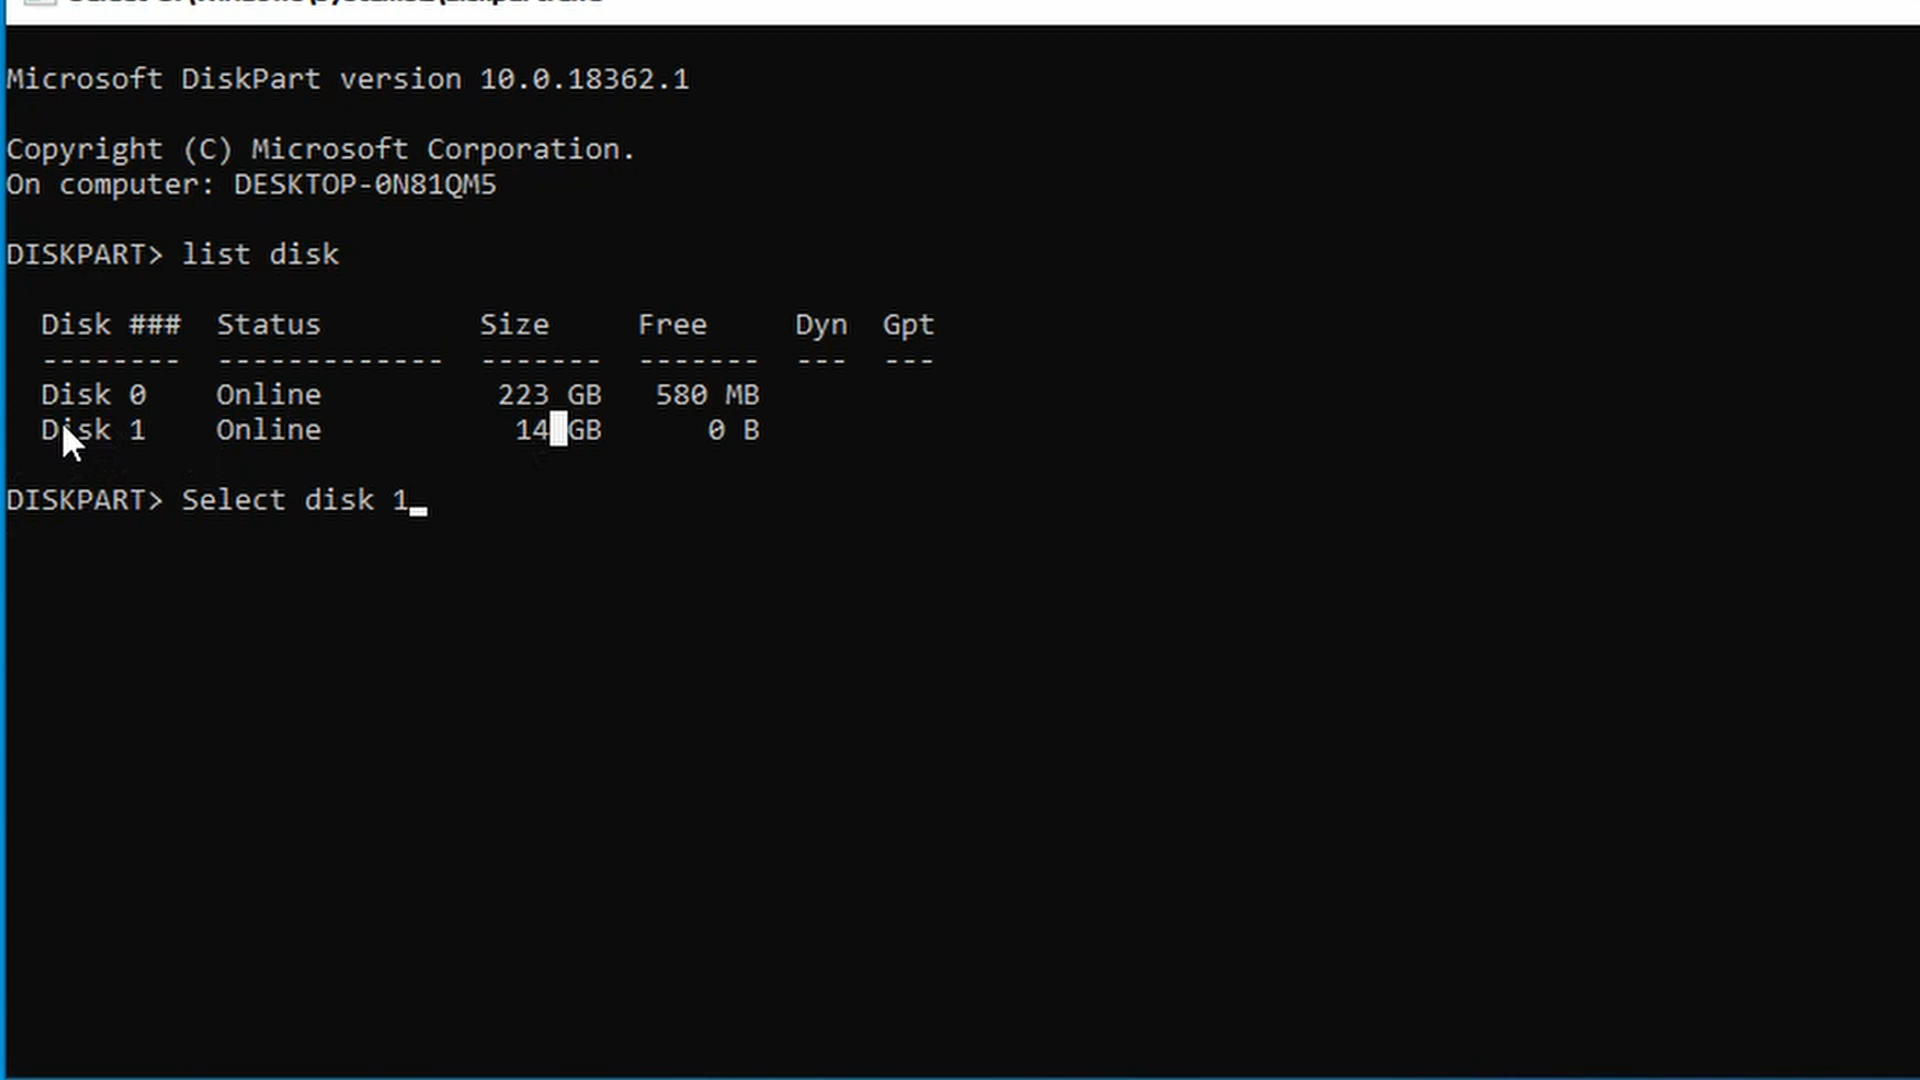 Microsoft DiskPart version 10.0.18362.1
Copyright (C) Microsoft Corporation.
On computer: DESKTOP-0N81QM5
DISKPART> list disk
Disk ###  Status         Size     Free     Dyn  Gpt
--------  -------------  -------  -------  ---  ---
Disk 0    Online          223 GB   580 MB
Disk 1    Online           14 GB      0 B
DISKPART> Select disk 1